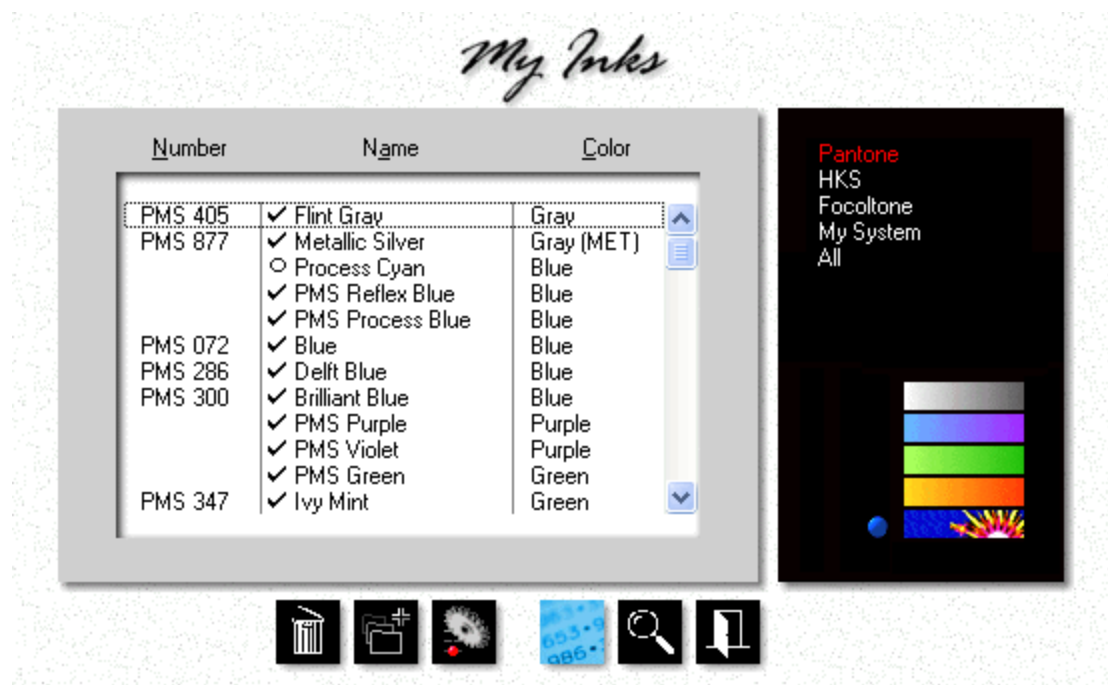 My Inks
Number Name Color
PMS 405 Flint Gray Gray
PMS 877 Metallic Silver Gray (MET)
Process Cyan Blue
PMS Reflex Blue Blue
PMS Process Blue Blue
PMS 072 Blue Blue
PMS 286 Delft Blue Blue
PMS 300 Brilliant Blue Blue
PMS Purple Purple
PMS Violet Purple
PMS Green Green
PMS 347 Ivy Mint Green
Pantone
HKS
Focoltone
My System
All
653
986